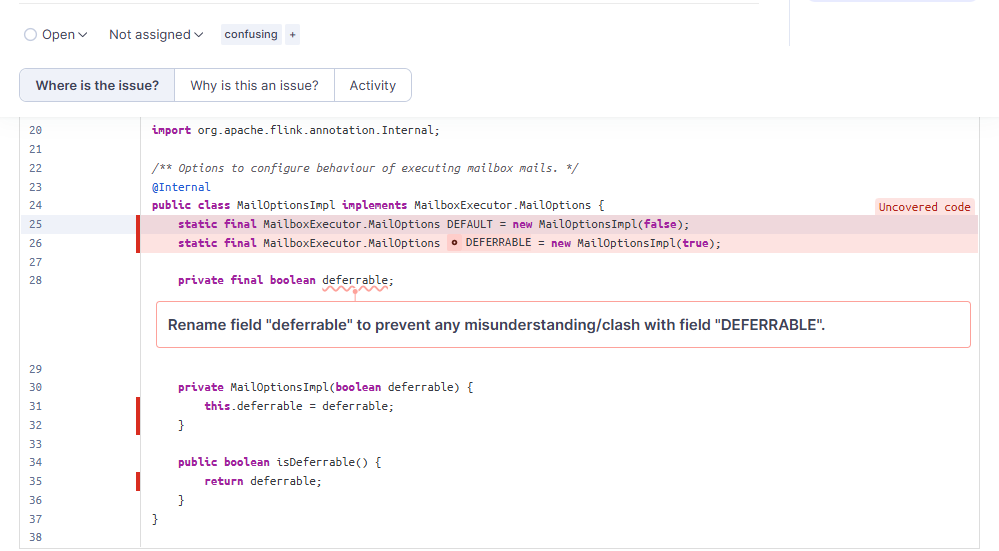 Open Not assigned confusing +
Where is the issue? Why is this an issue? Activity
20 import org.apache.flink.annotation.Internal;
21
22 /** Options to configure behaviour of executing mailbox mails. */
23 @Internal
24 public class MailOptionsImpl implements MailboxExecutor.MailOptions {
Uncovered code
25 static final MailboxExecutor.MailOptions DEFAULT = new MailOptionsImpl(false);
26 static final MailboxExecutor.MailOptions DEFERRABLE = new MailOptionsImpl(true);
27
28 private final boolean deferrable;
Rename field "deferrable" to prevent any misunderstanding/clash with field "DEFERRABLE".
29
30 private MailOptionsImpl(boolean deferrable) {
31 this.deferrable = deferrable;
32 }
33
34 public boolean isDeferrable() {
35 return deferrable;
36 }
37 }
38